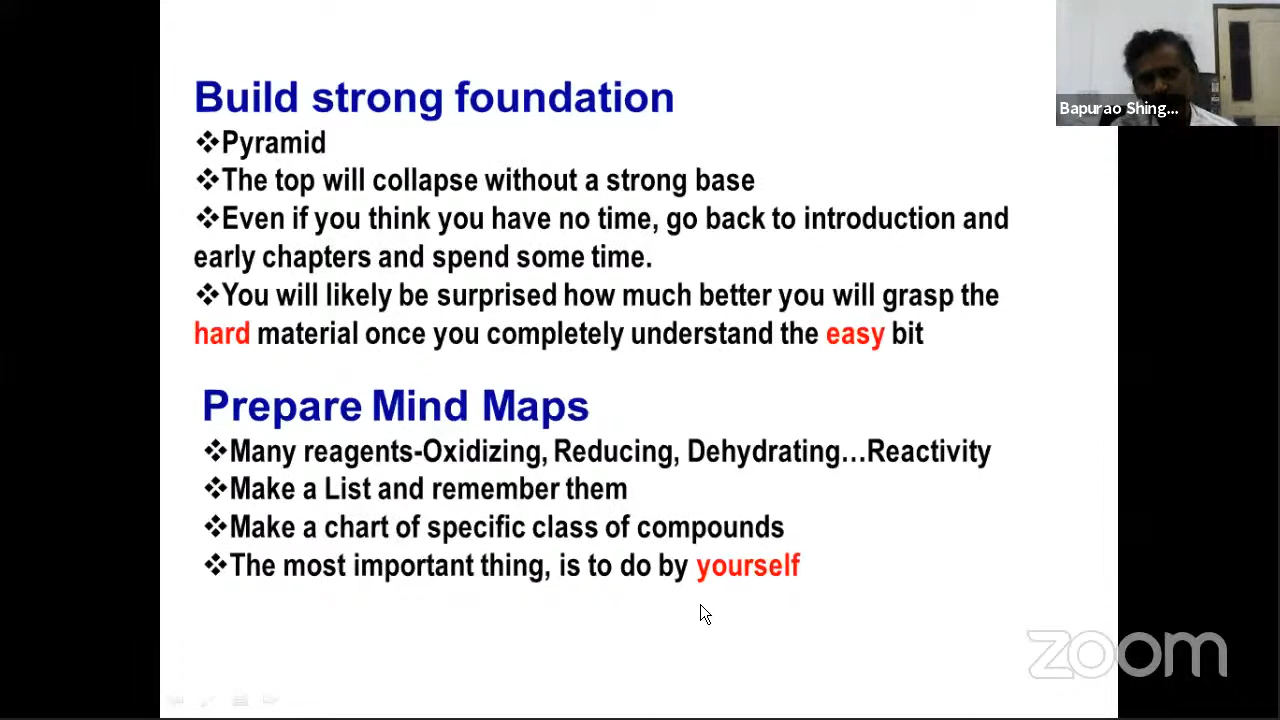 Build strong foundation
❖Pyramid
❖The top will collapse without a strong base
❖Even if you think you have no time, go back to introduction and
early chapters and spend some time.
❖You will likely be surprised how much better you will grasp the
hard material once you completely understand the easy bit
Prepare Mind Maps
❖Many reagents-Oxidizing, Reducing, Dehydrating…Reactivity
❖Make a List and remember them
❖Make a chart of specific class of compounds
❖The most important thing, is to do by yourself
Bapurao Shing...
zoom